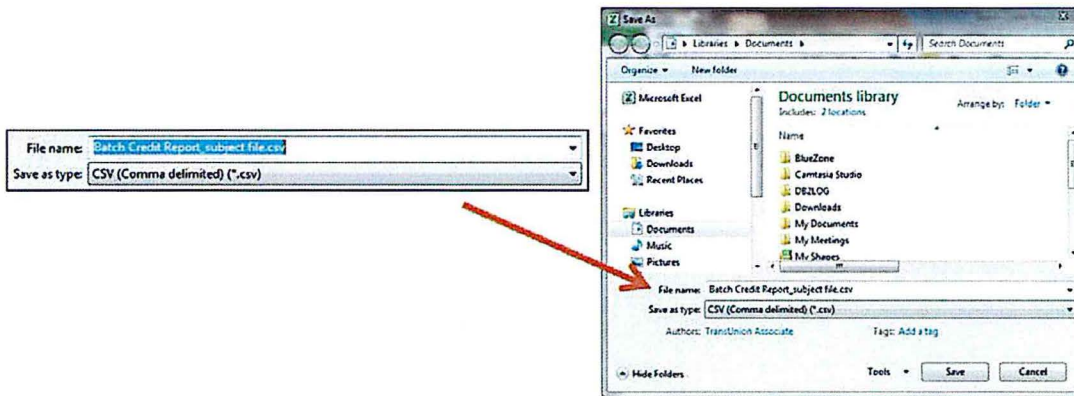 File name: Batch Credit Report_subject file.csv
Save as type: CSV (Comma delimited) (*.csv)
Save As
Libraries Documents
Search Documents
Organize New folder
Microsoft Excel
Favorites
Desktop
Downloads
Recent Places
Libraries
Documents
Music
Pictures
Documents library
Includes: 2 locations
Arrange by: Folder
Name
BlueZone
Camtasia Studio
DB2LOG
Downloads
My Documents
My Meetings
My Shapes
File name: Batch Credit Report_subject file.csv
Save as type: CSV (Comma delimited) (*.csv)
Authors: TransUnion Associate Tags: Add a tag
Hide Folders Tools Save Cancel